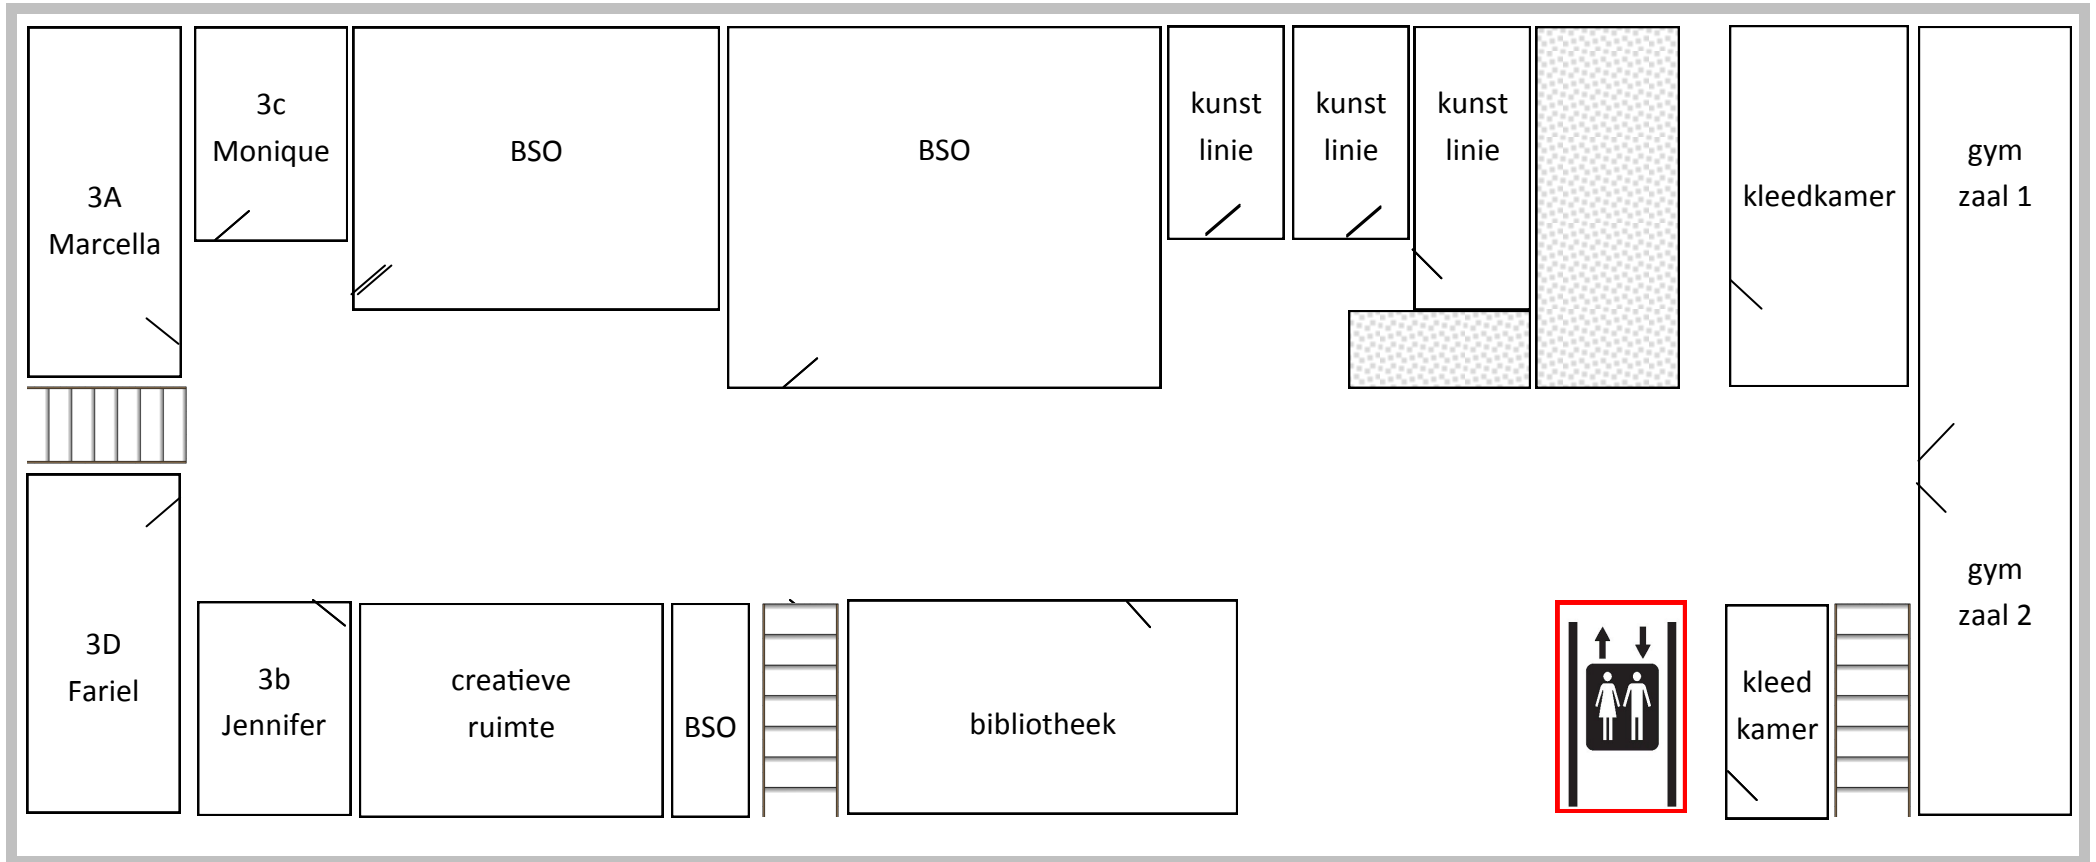 3A
Marcella
3c
Monique
BSO
BSO
kunst
linie
kunst
linie
kunst
linie
kleedkamer
gym
zaal 1
3D
Fariel
3b
Jennifer
creatieve
ruimte
BSO
bibliotheek
kleed
kamer
gym
zaal 2